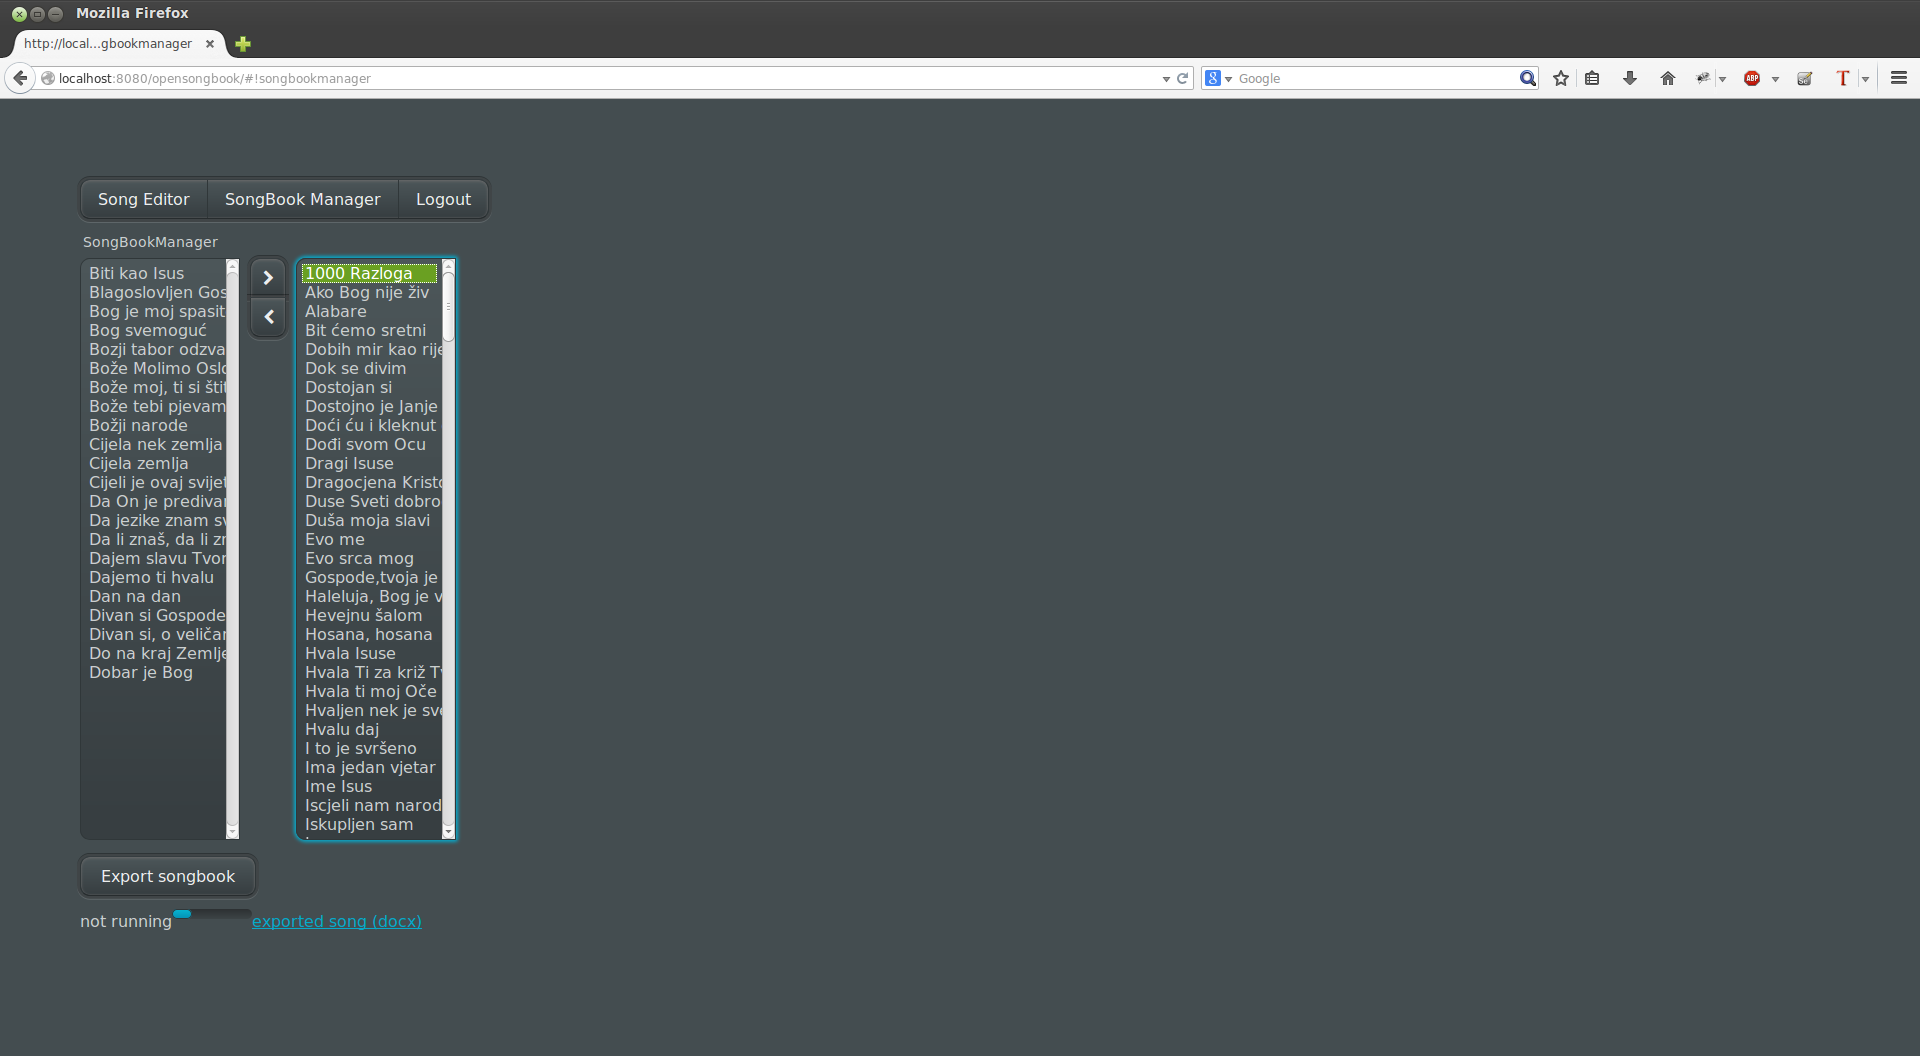 Mozilla Firefox
http://local...gbookmanager
localhost:8080/opensongbook/#!songbookmanager
Google
ABP
T
Song Editor
SongBook Manager
Logout
SongBookManager
Biti kao Isus
Blagoslovljen Gos
Bog je moj spasit
Bog svemoguć
Bozji tabor odzva
Bože Molimo Oslo
Bože moj, ti si štit
Bože tebi pjevam
Božji narode
Cijela nek zemlja
Cijela zemlja
Cijeli je ovaj svijet
Da On je predivan
Da jezike znam sv
Da li znaš, da li zn
Dajem slavu Tvom
Dajemo ti hvalu
Dan na dan
Divan si Gospode
Divan si, o veličan
Do na kraj Zemlje
Dobar je Bog
1000 Razloga
Ako Bog nije živ
Alabare
Bit ćemo sretni
Dobih mir kao rije
Dok se divim
Dostojan si
Dostojno je Janje
Doći ću i kleknut
Dođi svom Ocu
Dragi Isuse
Dragocjena Kristo
Duse Sveti dobro
Duša moja slavi
Evo me
Evo srca mog
Gospode,tvoja je
Haleluja, Bog je v
Hevejnu šalom
Hosana, hosana
Hvala Isuse
Hvala Ti za križ Tv
Hvala ti moj Oče
Hvaljen nek je sve
Hvalu daj
I to je svršeno
Ima jedan vjetar
Ime Isus
Iscjeli nam narod
Iskupljen sam
Export songbook
not running
exported song (docx)